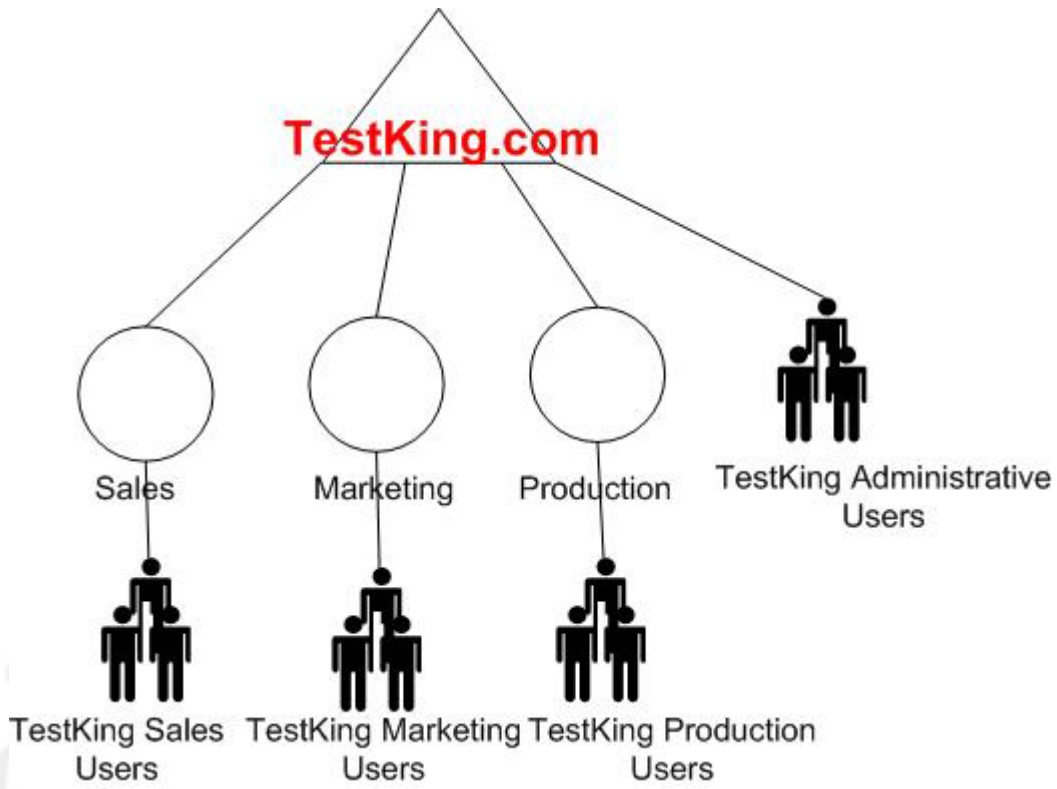 TestKing.com
Sales
Marketing
Production
TestKing Administrative
Users
TestKing Sales
Users
TestKing Marketing
Users
TestKing Production
Users